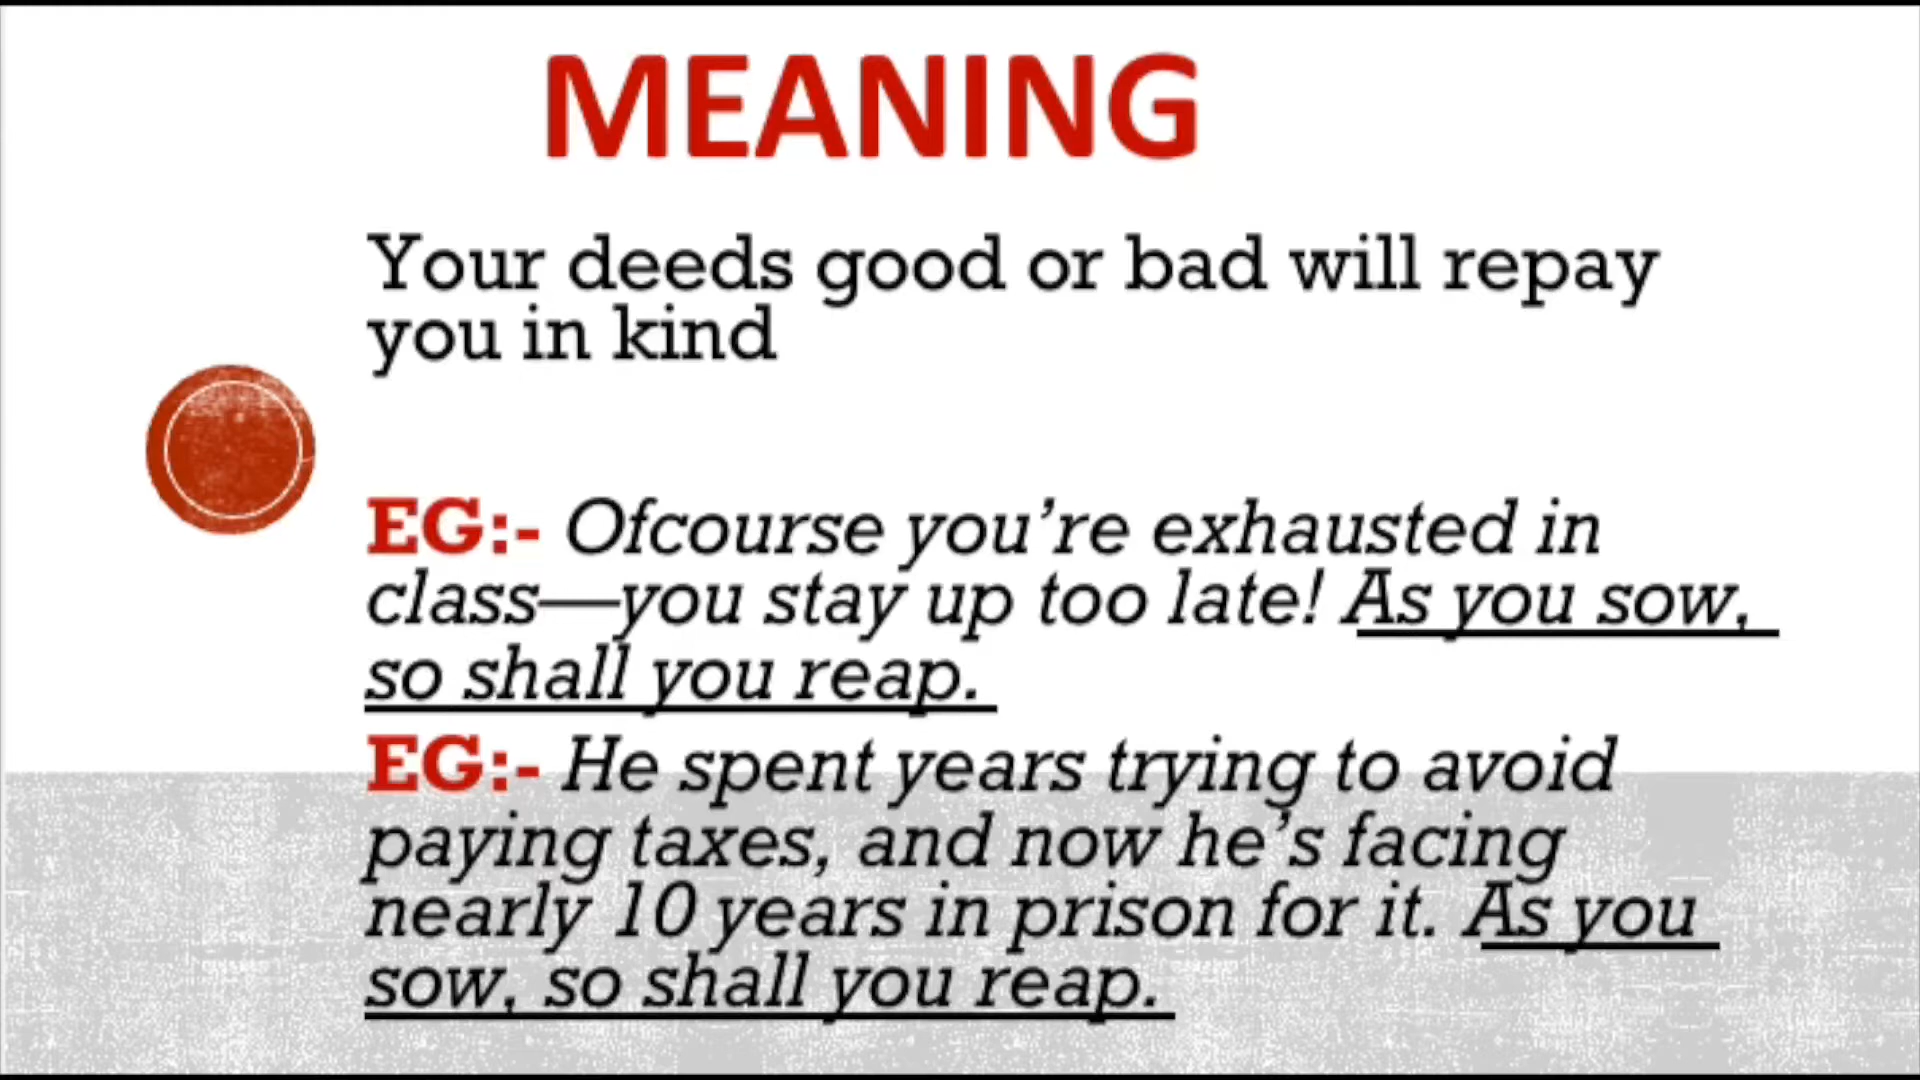 MEANING
Your deeds good or bad will repay
you in kind
EG:- Ofcourse you’re exhausted in
class—you stay up too late! As you sow,
so shall you reap.
EG:- He spent years trying to avoid
paying taxes, and now he’s facing
nearly 10 years in prison for it. As you
sow, so shall you reap.